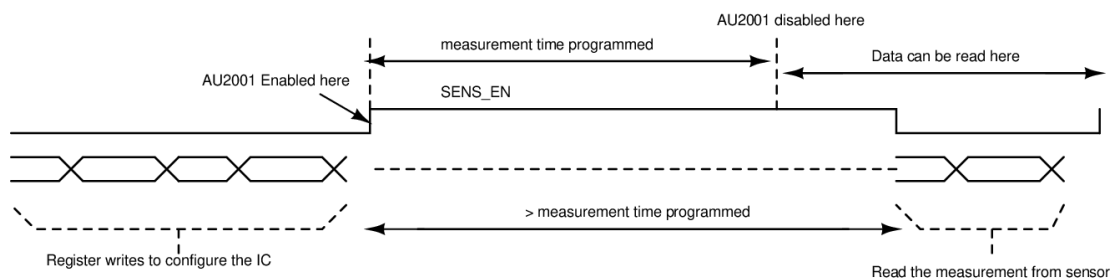 AU2001 disabled here
measurement time programmed
Data can be read here
AU2001 Enabled here
SENS_EN
> measurement time programmed
Register writes to configure the IC
Read the measurement from sensor